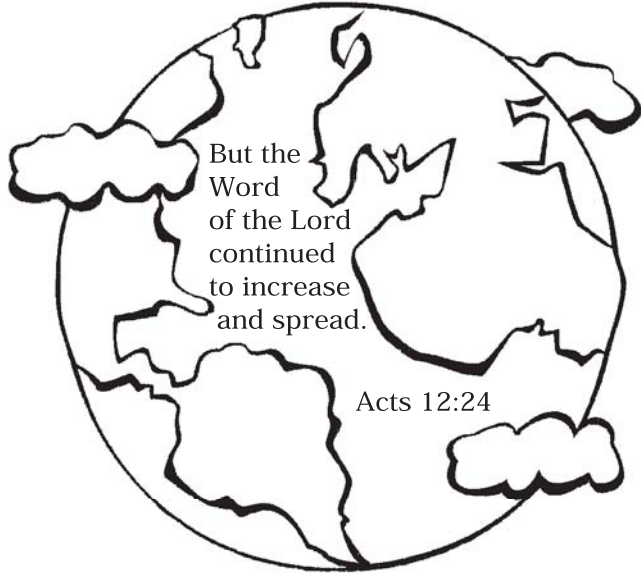 But the
Word
of the Lord
continued
to increase
and spread.
Acts 12:24